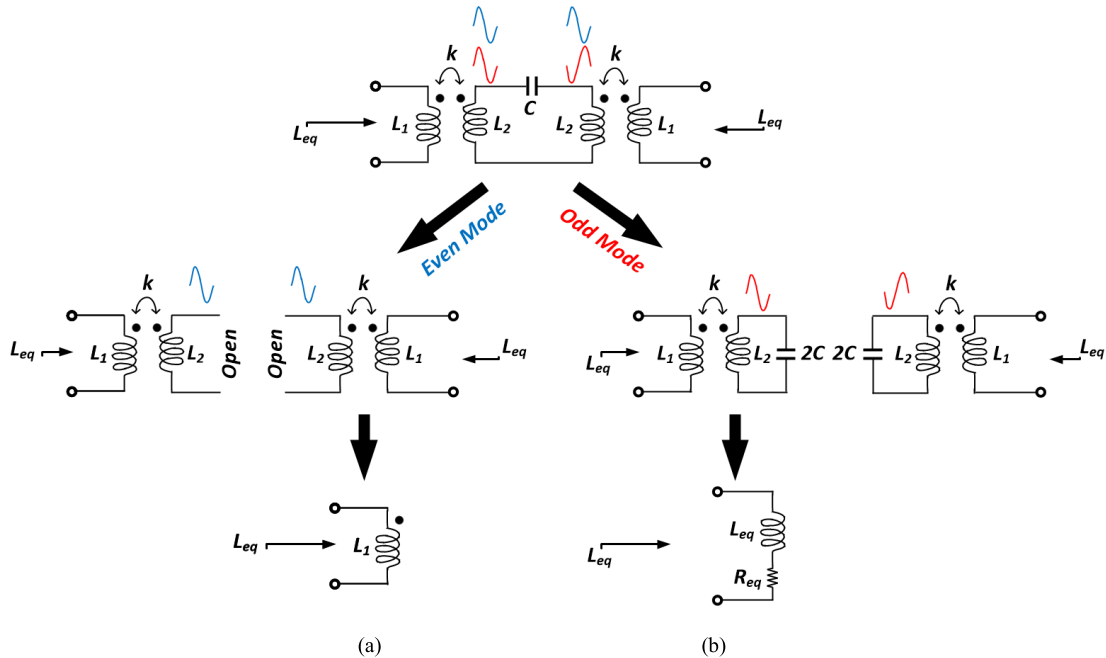 k k
C
L1 L2 L2 L1
Leq Leq
Even Mode
Odd Mode
k k k k
Leq L1 L2 Open Open L2 L1 Leq
Leq L1 L2 2C 2C L2 L1 Leq
Leq L1
Leq Leq
Req
(a) (b)